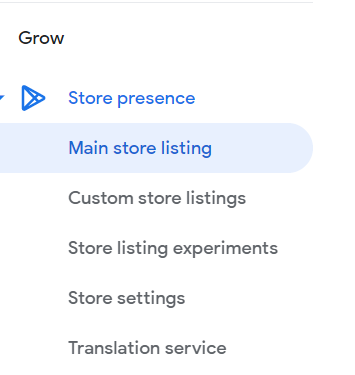 Grow
Store presence
Main store listing
Custom store listings
Store listing experiments
Store settings
Translation service